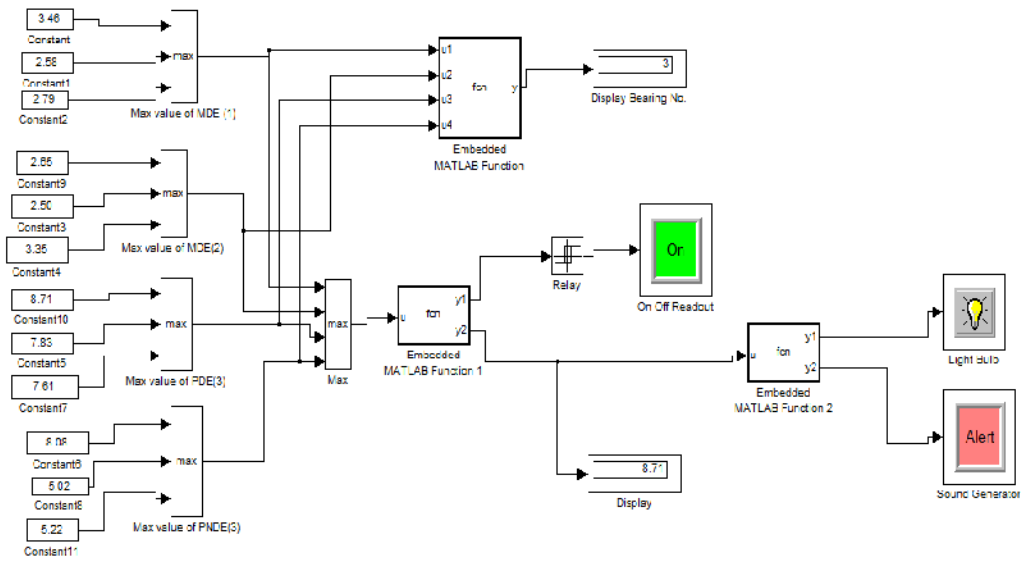 3.46
Constant
2.58
Constant1
2.79
Constant2
max
Max value of MDE (1)
2.65
Constant9
2.50
Constant3
3.35
Constant4
max
Max value of MDE(2)
8.71
Constant10
7.83
Constant5
7.61
Constant7
max
Max value of PDE(3)
8.08
Constant6
5.02
Constant8
5.22
Constant11
max
Max value of PNDE(3)
u1
u2
u3
u4
fcn
y
Embedded
MATLAB Function
3
Display Bearing No.
max
Max
u
fcn
y1
y2
Embedded
MATLAB Function 1
Relay
On
On Off Readout
8.71
Display
u
fcn
y1
y2
Embedded
MATLAB Function 2
Light Bulb
Alert
Sound Generator